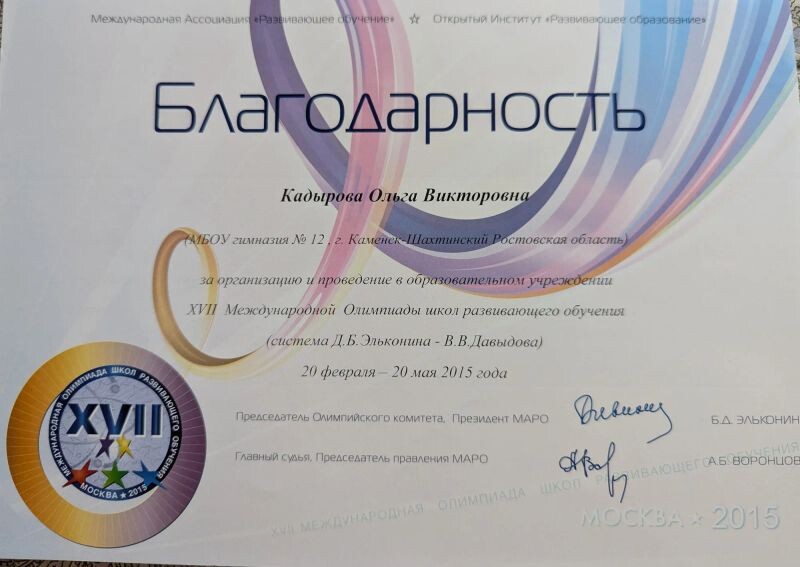 Международная Ассоциация «Развивающее обучение» ☆ Открытый Институт «Развивающее образование»
Благодарность
Кадырова Ольга Викторовна
(МБОУ гимназия № 12 , г. Каменск-Шахтинский Ростовская область)
за организацию и проведение в образовательном учреждении
XVII Международной Олимпиады школ развивающего обучения
(система Д.Б.Эльконина - В.В.Давыдова)
20 февраля – 20 мая 2015 года
Председатель Олимпийского комитета, Президент МАРО Б.Д. ЭЛЬКОНИН
Главный судья, Председатель правления МАРО А.Б. ВОРОНЦОВ
МЕЖДУНАРОДНАЯ ОЛИМПИАДА ШКОЛ РАЗВИВАЮЩЕГО ОБУЧЕНИЯ
XVII
МОСКВА ★ 2015
XVII МЕЖДУНАРОДНАЯ ОЛИМПИАДА ШКОЛ РАЗВИВАЮЩЕГО ОБУЧЕНИЯ
МОСКВА ★ 2015